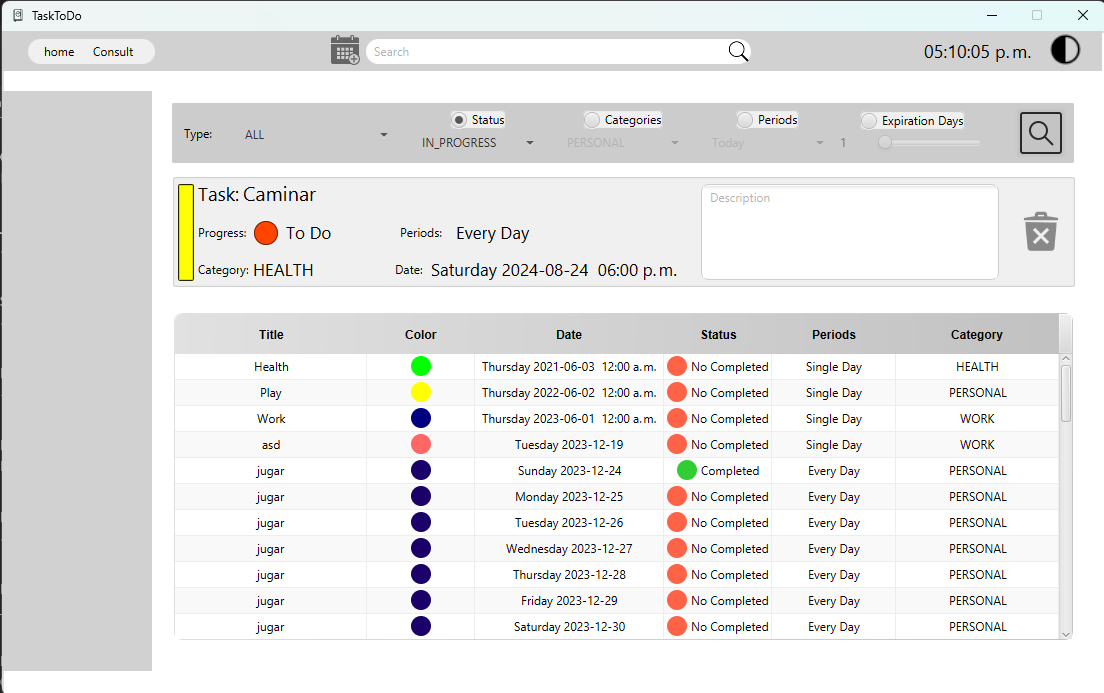 TaskToDo
home Consult Search 05:10:05 p. m.
Type: ALL Status Categories Periods Expiration Days
IN_PROGRESS PERSONAL Today 1
Task: Caminar Description
Progress: To Do Periods: Every Day
Category: HEALTH Date: Saturday 2024-08-24 06:00 p. m.
Title Color Date Status Periods Category
Health Thursday 2021-06-03 12:00 a. m. No Completed Single Day HEALTH
Play Thursday 2022-06-02 12:00 a. m. No Completed Single Day PERSONAL
Work Thursday 2023-06-01 12:00 a. m. No Completed Single Day WORK
asd Tuesday 2023-12-19 No Completed Single Day WORK
jugar Sunday 2023-12-24 Completed Every Day PERSONAL
jugar Monday 2023-12-25 No Completed Every Day PERSONAL
jugar Tuesday 2023-12-26 No Completed Every Day PERSONAL
jugar Wednesday 2023-12-27 No Completed Every Day PERSONAL
jugar Thursday 2023-12-28 No Completed Every Day PERSONAL
jugar Friday 2023-12-29 No Completed Every Day PERSONAL
jugar Saturday 2023-12-30 No Completed Every Day PERSONAL